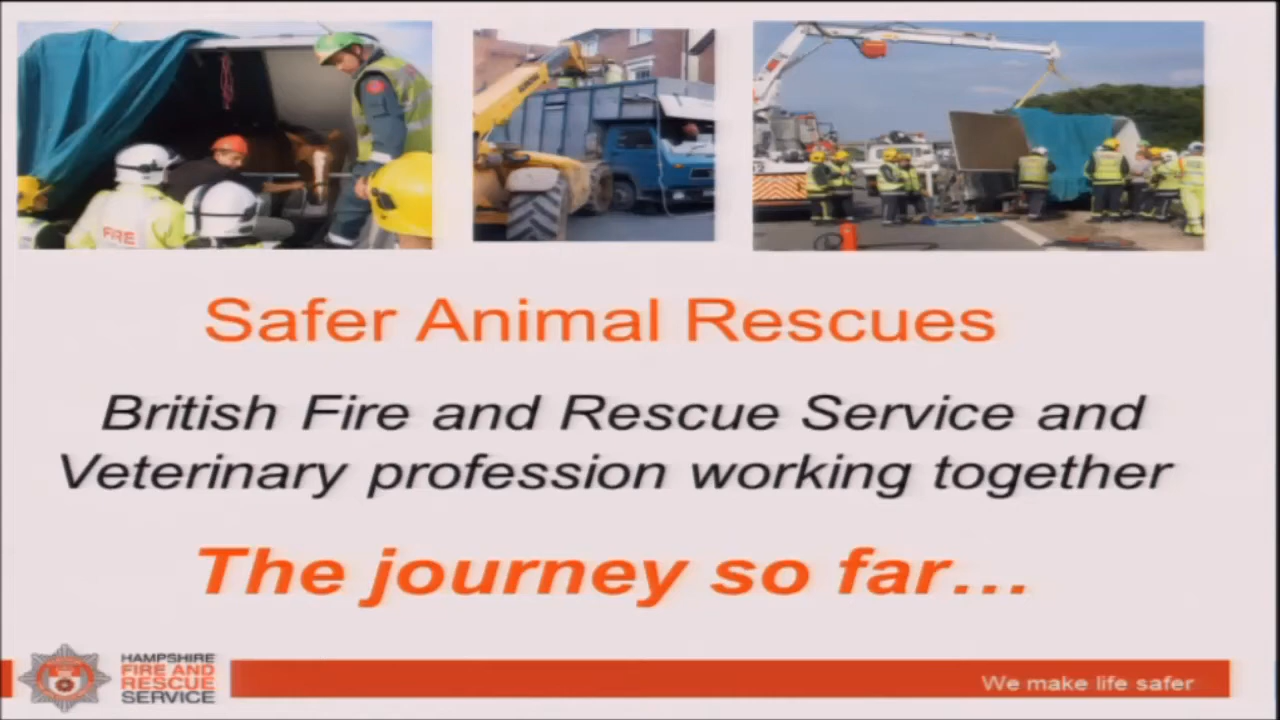 FIRE
Safer Animal Rescues
British Fire and Rescue Service and
Veterinary profession working together
The journey so far...
HAMPSHIRE
FIRE AND
RESCUE
SERVICE
We make life safer